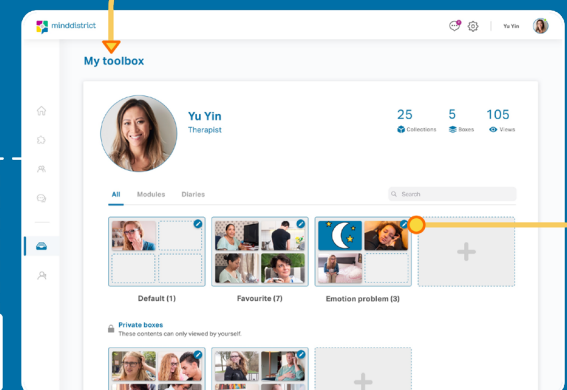 minddistrict
Yu Yin
My toolbox
Yu Yin
Therapist
25
5
105
Collections
Boxes
Views
All
Modules
Diaries
Search
Default (1)
Favourite (7)
Emotion problem (3)
Private boxes
These contents can only viewed by yourself.